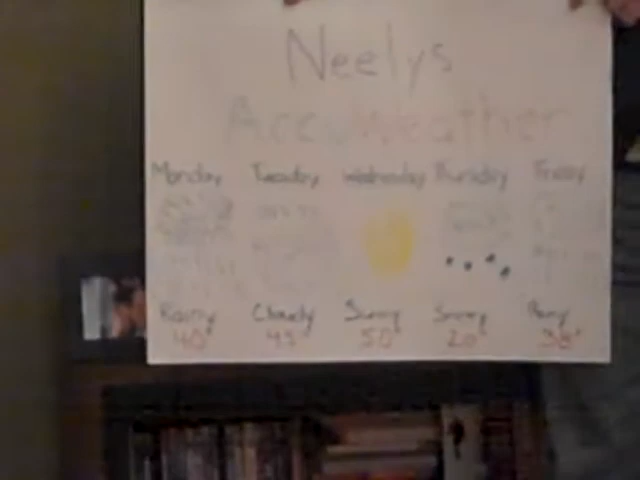 Neelys
AccuWeather
Monday Tuesday Wednesday Thursday Friday
Rainy Cloudy Sunny Snowy Rainy
40° 45° 50° 20° 38°